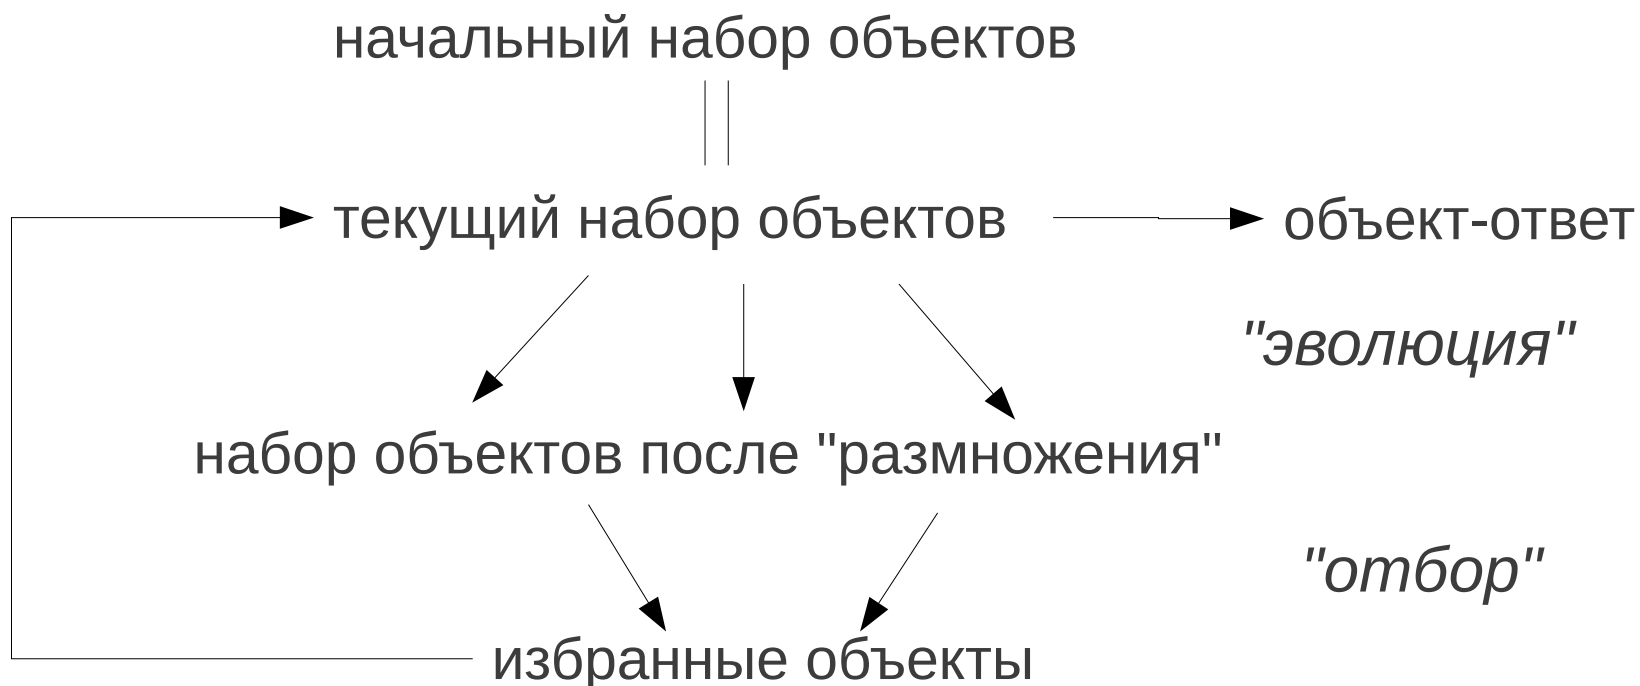 начальный набор объектов
текущий набор объектов
объект-ответ
"эволюция"
набор объектов после "размножения"
"отбор"
избранные объекты